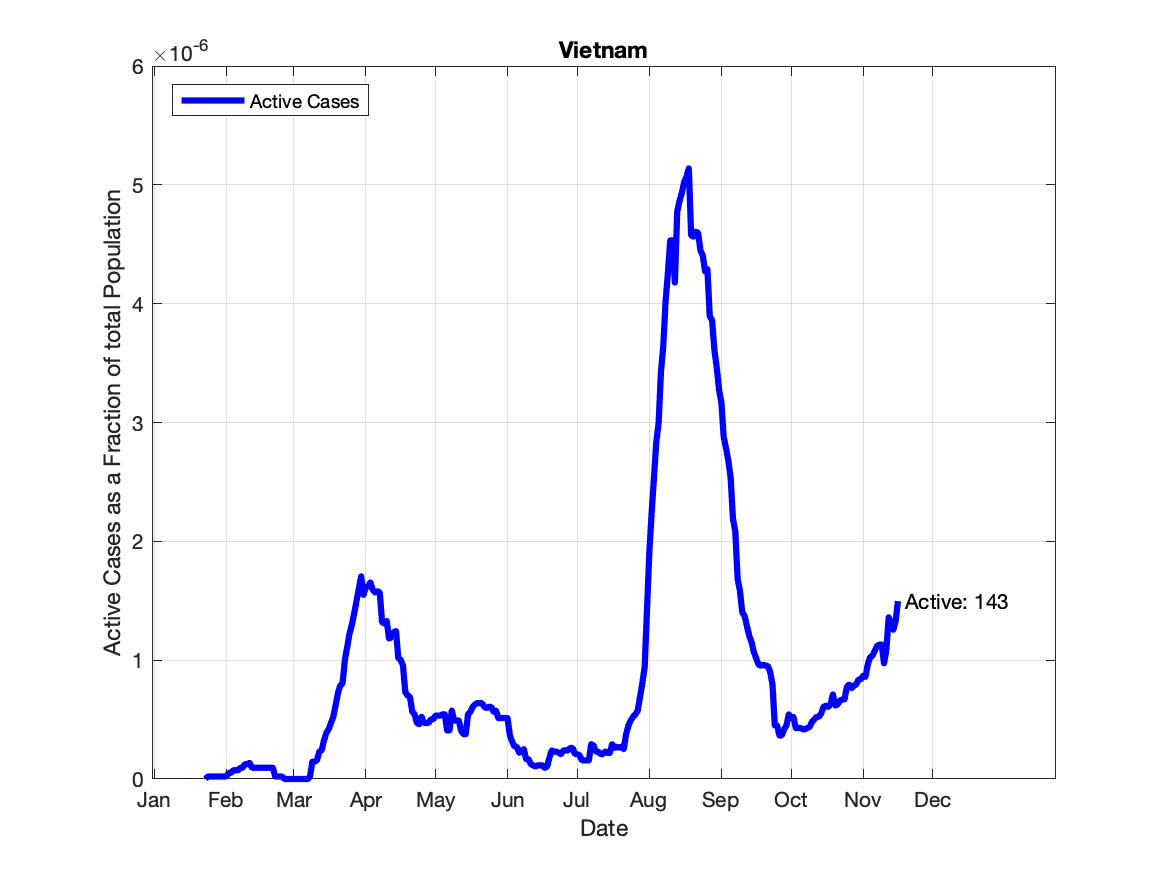 Vietnam
×10-6
Active Cases
6
5
4
3
2
1
0
Active Cases as a Fraction of total Population
Active: 143
Jan Feb Mar Apr May Jun Jul Aug Sep Oct Nov Dec
Date